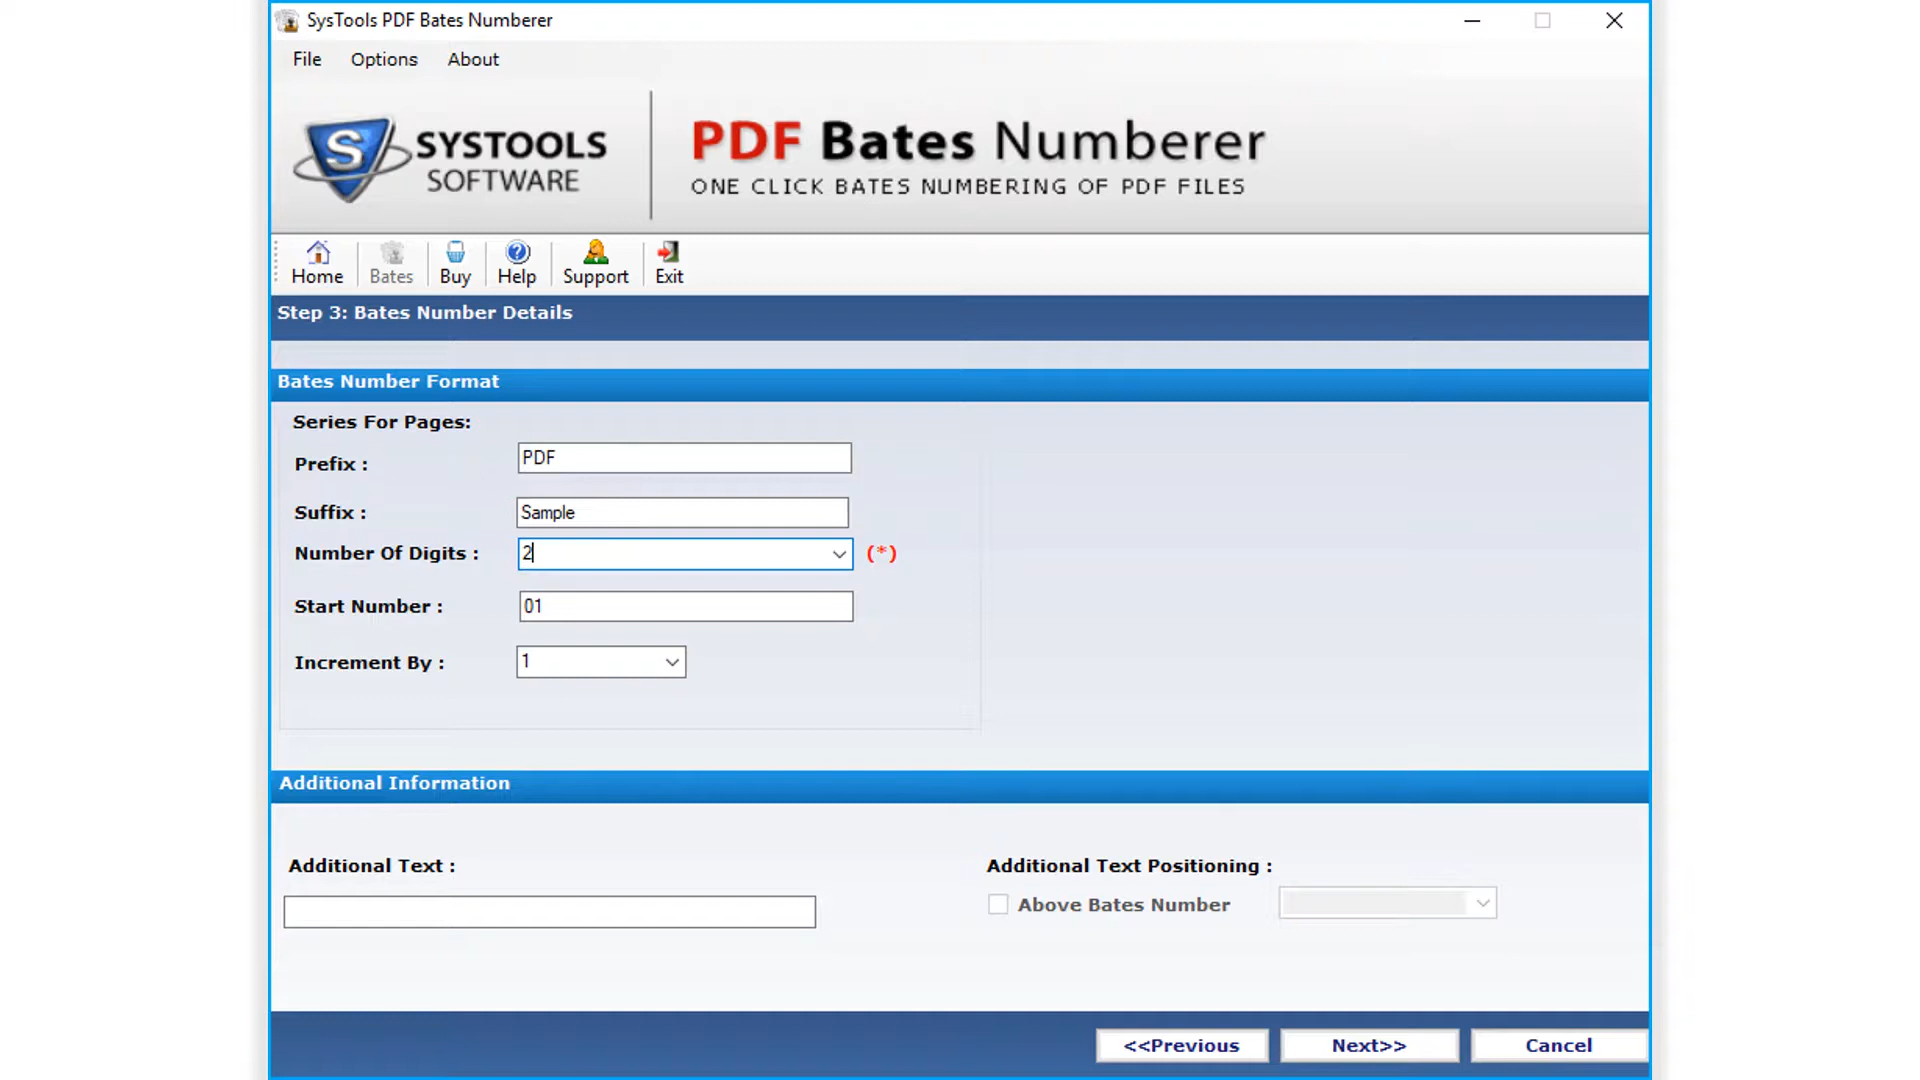 SysTools PDF Bates Numberer
File Options About
S SYSTOOLS SOFTWARE
PDF Bates Numberer
ONE CLICK BATES NUMBERING OF PDF FILES
Home Bates Buy Help Support Exit
Step 3: Bates Number Details
Bates Number Format
Series For Pages:
Prefix : PDF
Suffix : Sample
Number Of Digits : 2 (*)
Start Number : 01
Increment By : 1
Additional Information
Additional Text :
Additional Text Positioning :
Above Bates Number
<<Previous Next>> Cancel